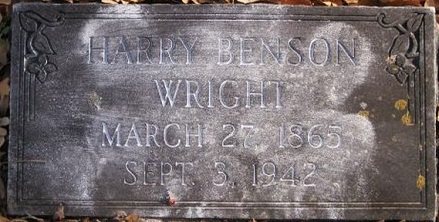 HARRY BENSON
WRIGHT
MARCH 27, 1865
SEPT. 3, 1942